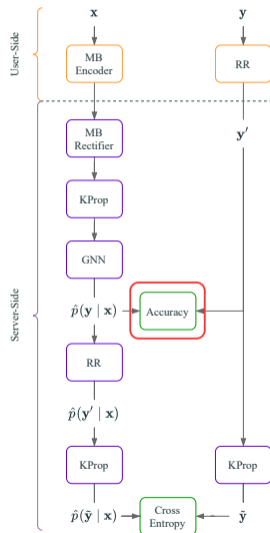 x
y
User-Side
MB
Encoder
RR
MB
Rectifier
y′
KProp
GNN
Server-Side
p̂(y | x)
Accuracy
RR
p̂(y′ | x)
KProp
KProp
p̂(ỹ | x)
Cross
Entropy
ỹ